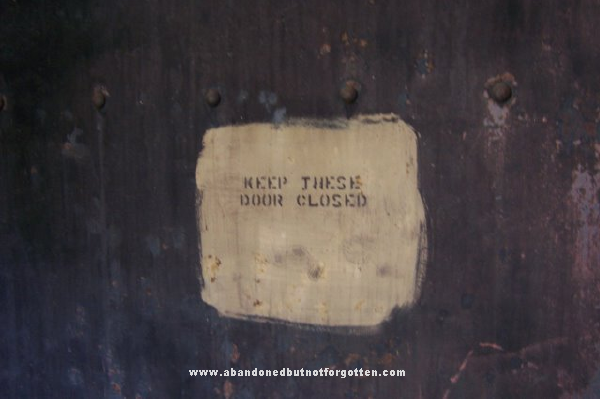 KEEP THESE
DOOR CLOSED
www.abandonedbutnotforgotten.com